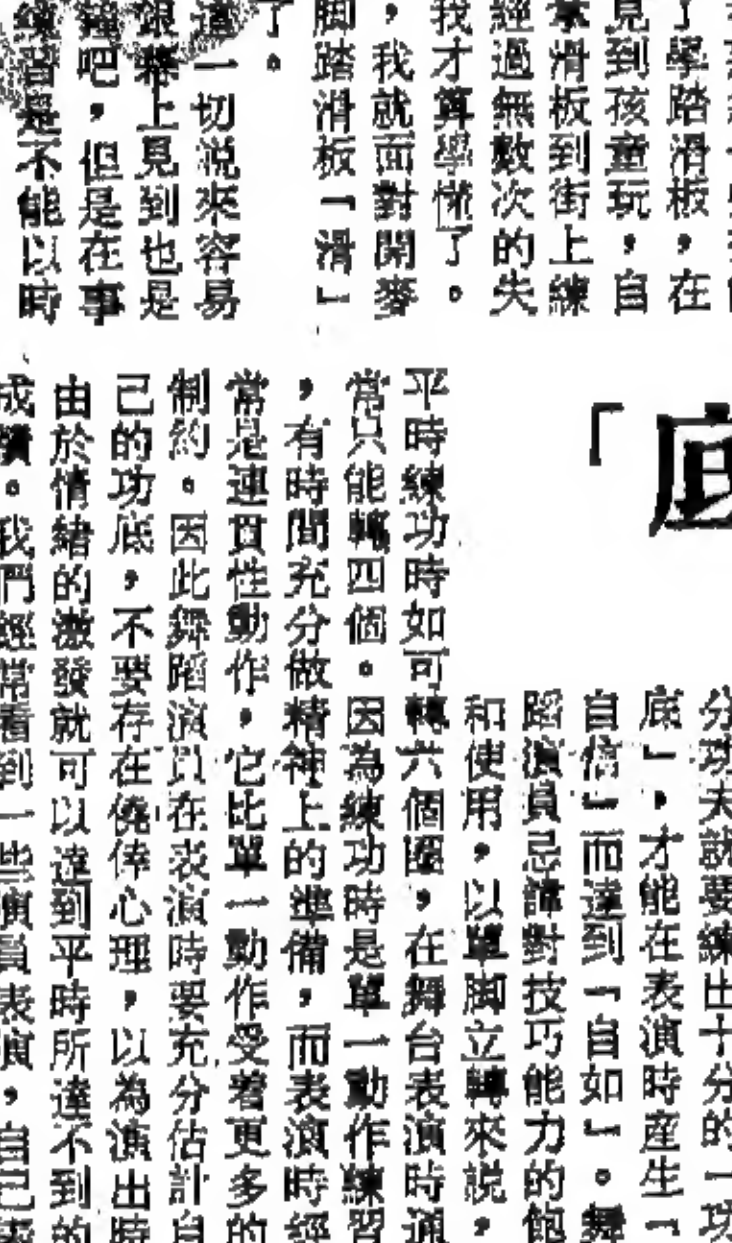 了學踏滑板，在
見到孩童玩，自
拿滑板到街上練
經過無數次的失
我才算學懂了。
，我就面對開麥
脚踏滑板「滑」
了。
這一切説來容易
銀幕上見到也是
鐘吧，但是在事
練習是不能以時
「底
分功夫就要練出十分的「功
底」，才能在表演時産生「
自信」而達到「自如」。舞
蹈演員忌諱對技巧能力的飽
和使用，以單脚立轉來説，
平時練功時如可轉六個圈，在舞台表演時通
常只能轉四個。因為練功時是單一動作練習
，有時間充分做精神上的準備，而表演時經
常是連貫性動作，它比單一動作受着更多的
制約。因此舞蹈演員在表演時要充分估計自
己的功底，不要存在僥倖心理，以為演出時
由於情緒的激發就可以達到平時所達不到的
成績。我們經常看到一些演員表演，自己